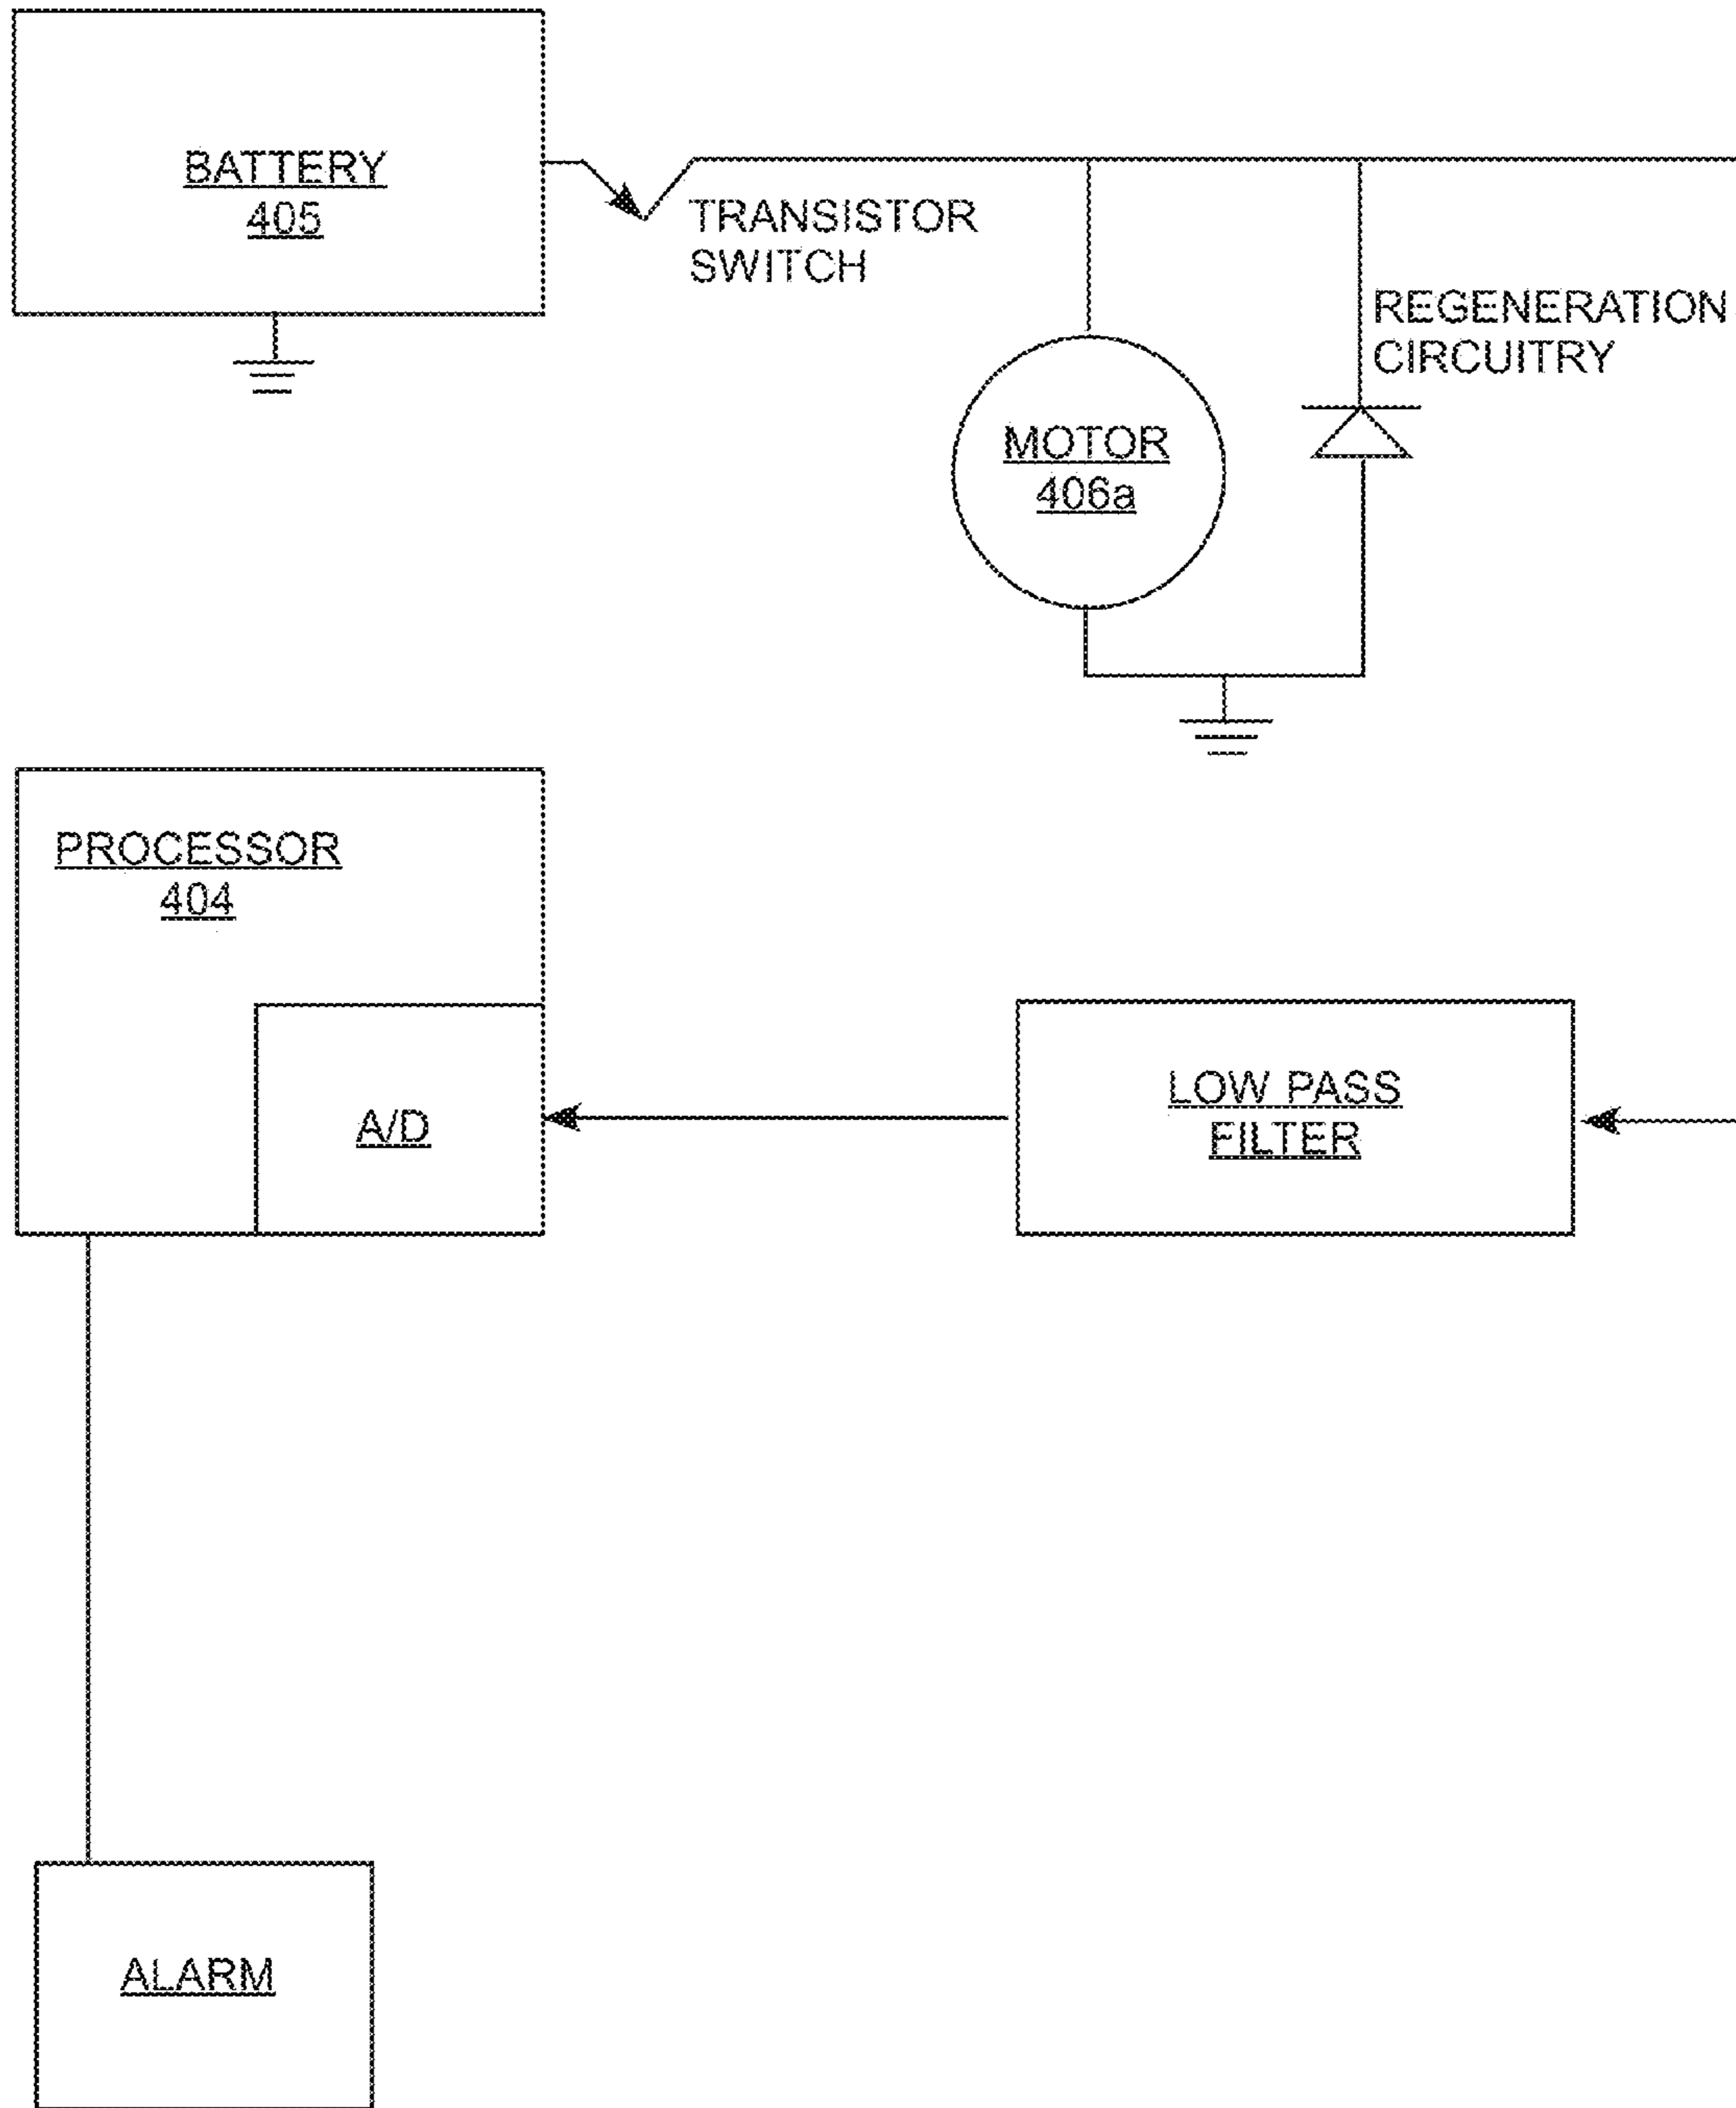 BATTERY
405
TRANSISTOR
SWITCH
REGENERATION
CIRCUITRY
MOTOR
406a
PROCESSOR
404
A/D
LOW PASS
FILTER
ALARM